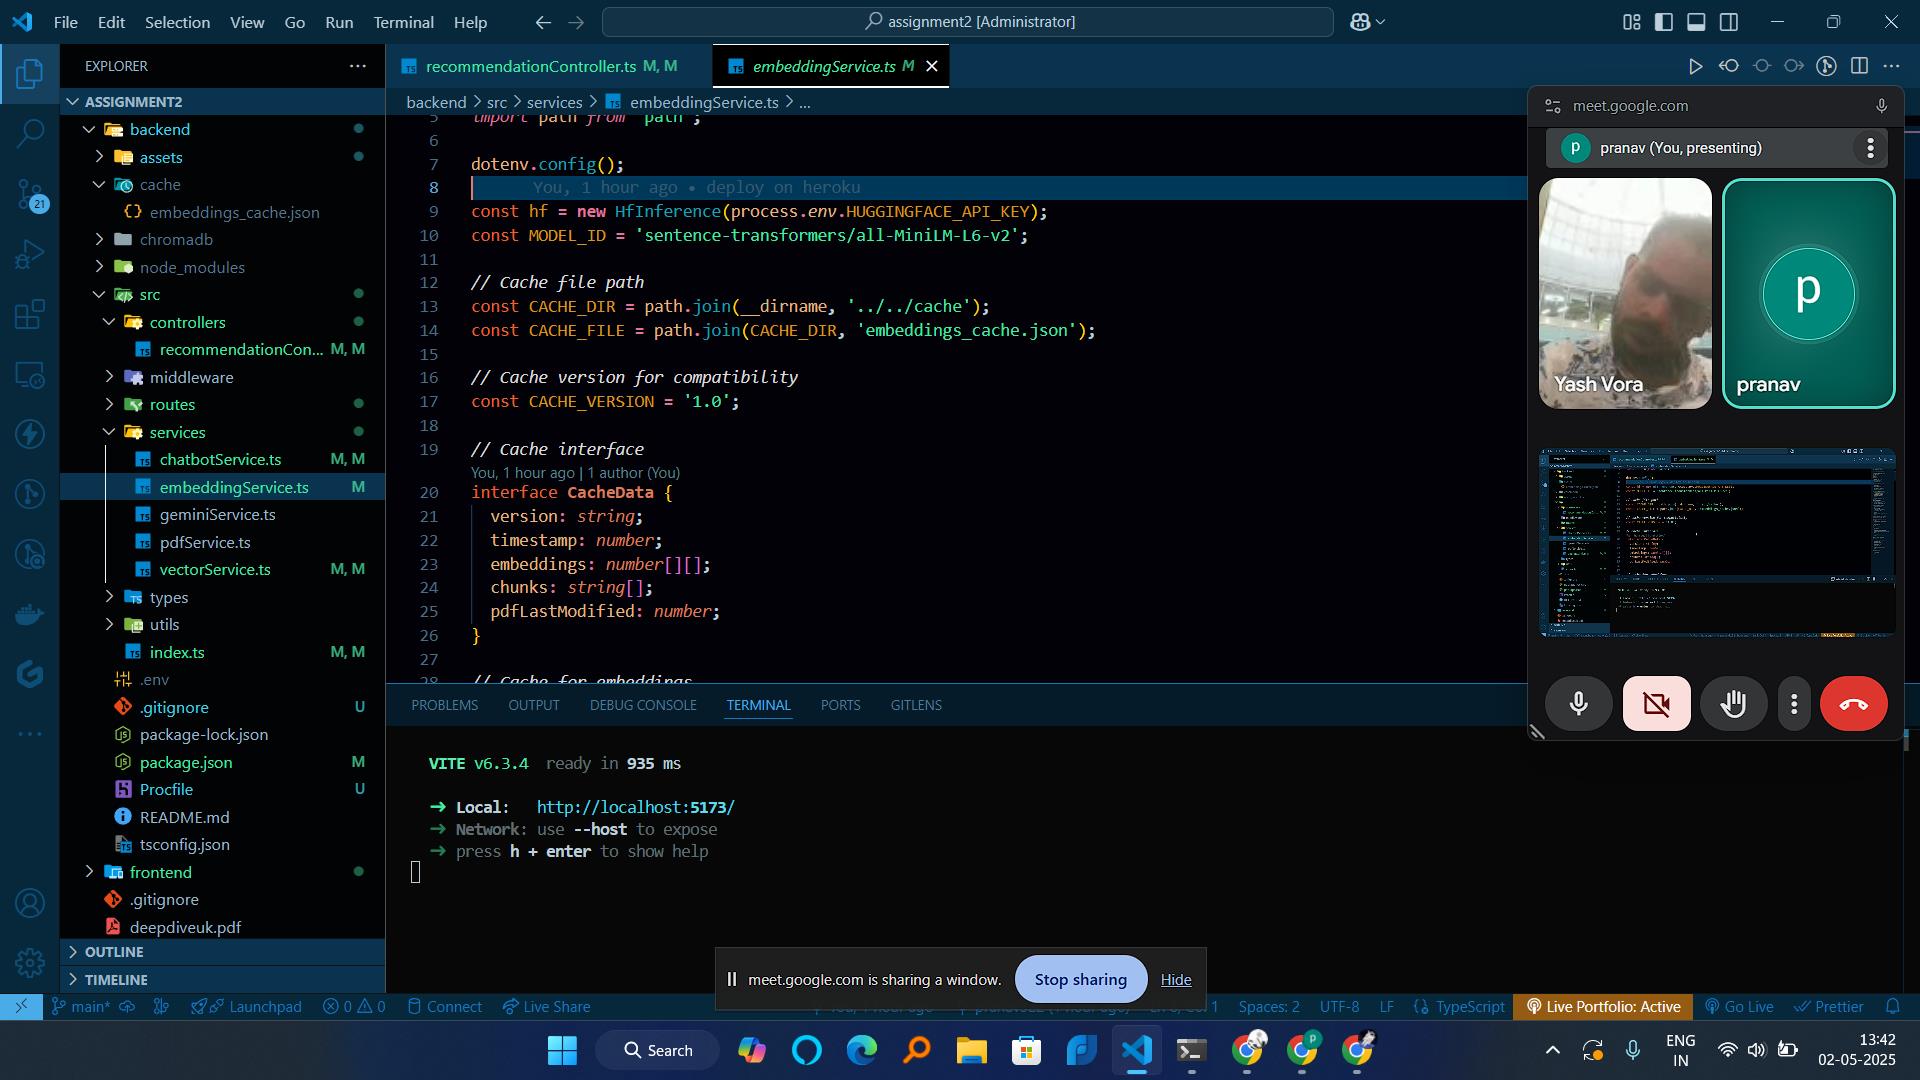 File Edit Selection View Go Run Terminal Help
assignment2 [Administrator]
EXPLORER
ASSIGNMENT2
backend
assets
cache
embeddings_cache.json
chromadb
node_modules
src
controllers
recommendationCon... M, M
middleware
routes
services
chatbotService.ts M, M
embeddingService.ts M
geminiService.ts
pdfService.ts
vectorService.ts M, M
types
utils
index.ts M, M
.env
.gitignore U
package-lock.json
package.json M
Procfile U
README.md
tsconfig.json
frontend
.gitignore
deepdiveuk.pdf
OUTLINE
TIMELINE
21
recommendationController.ts M, M
embeddingService.ts M
backend > src > services > embeddingService.ts > ...
5 import path from 'path';
6
7 dotenv.config();
8 You, 1 hour ago • deploy on heroku
9 const hf = new HfInference(process.env.HUGGINGFACE_API_KEY);
10 const MODEL_ID = 'sentence-transformers/all-MiniLM-L6-v2';
11
12 // Cache file path
13 const CACHE_DIR = path.join(__dirname, '../../cache');
14 const CACHE_FILE = path.join(CACHE_DIR, 'embeddings_cache.json');
15
16 // Cache version for compatibility
17 const CACHE_VERSION = '1.0';
18
19 // Cache interface
You, 1 hour ago | 1 author (You)
20 interface CacheData {
21 version: string;
22 timestamp: number;
23 embeddings: number[][];
24 chunks: string[];
25 pdfLastModified: number;
26 }
27
28 // Cache for embeddings
PROBLEMS OUTPUT DEBUG CONSOLE TERMINAL PORTS GITLENS
VITE v6.3.4 ready in 935 ms
➜ Local: http://localhost:5173/
➜ Network: use --host to expose
➜ press h + enter to show help
meet.google.com
p pranav (You, presenting)
Yash Vora
p
pranav
meet.google.com is sharing a window. Stop sharing Hide
main* Launchpad 0 0 Connect Live Share
Spaces: 2 UTF-8 LF {} TypeScript Live Portfolio: Active Go Live Prettier
Search
ENG
IN
13:42
02-05-2025